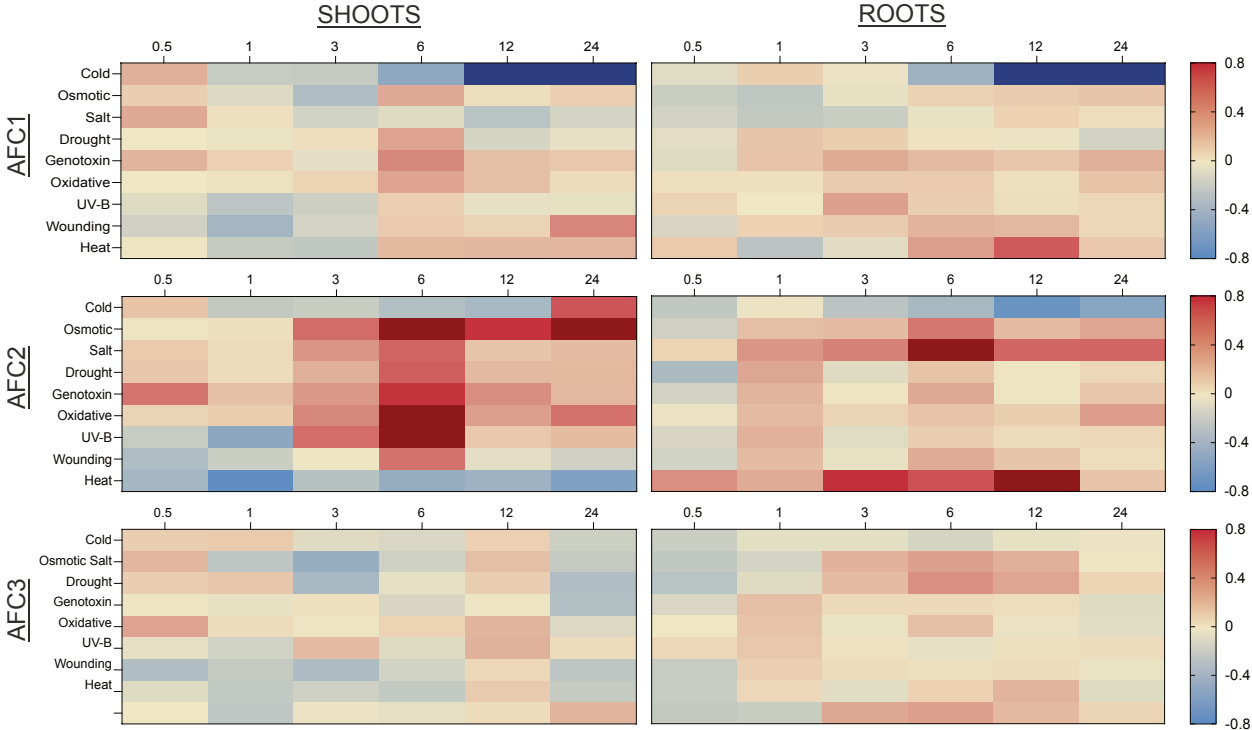 SHOOTS ROOTS
0.5 1 3 6 12 24 0.5 1 3 6 12 24
AFC1
Cold 0.8
Osmotic
Salt 0.4
Drought
Genotoxin 0
Oxidative
UV-B -0.4
Wounding
Heat -0.8
0.5 1 3 6 12 24 0.5 1 3 6 12 24
AFC2
Cold 0.8
Osmotic
Salt 0.4
Drought
Genotoxin 0
Oxidative
UV-B -0.4
Wounding
Heat -0.8
0.5 1 3 6 12 24 0.5 1 3 6 12 24
AFC3
Cold 0.8
Osmotic Salt
Drought 0.4
Genotoxin
Oxidative 0
UV-B
Wounding -0.4
Heat
-0.8